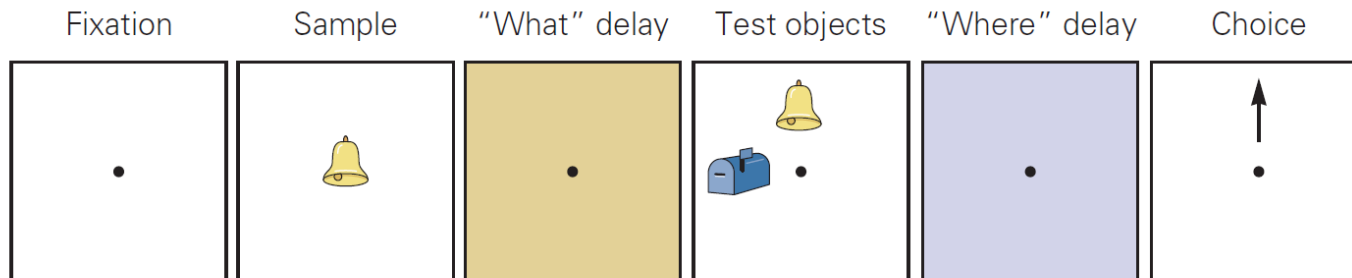 Fixation
Sample
“What” delay
Test objects
“Where” delay
Choice